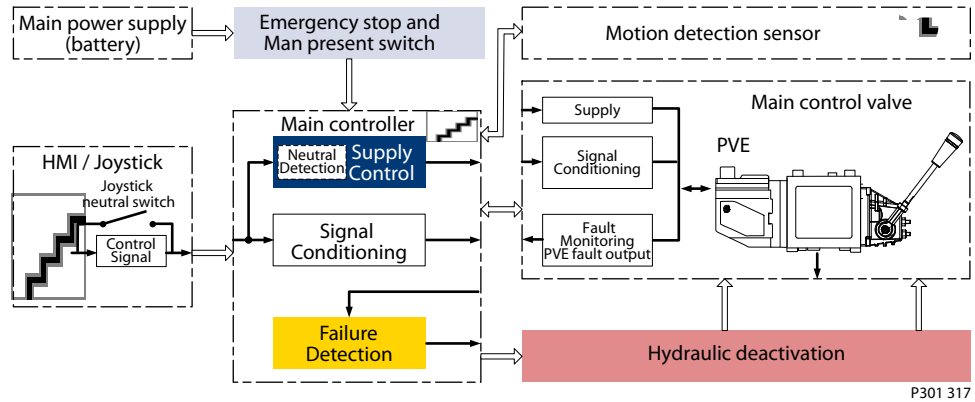 Main power supply
(battery)
Emergency stop and
Man present switch
Motion detection sensor
Main controller
Neutral
Detection
Supply
Control
Supply
Main control valve
HMI / Joystick
Joystick
neutral switch
Control
Signal
Signal
Conditioning
Signal
Conditioning
PVE
Fault
Monitoring
PVE fault output
Failure
Detection
Hydraulic deactivation
P301 317